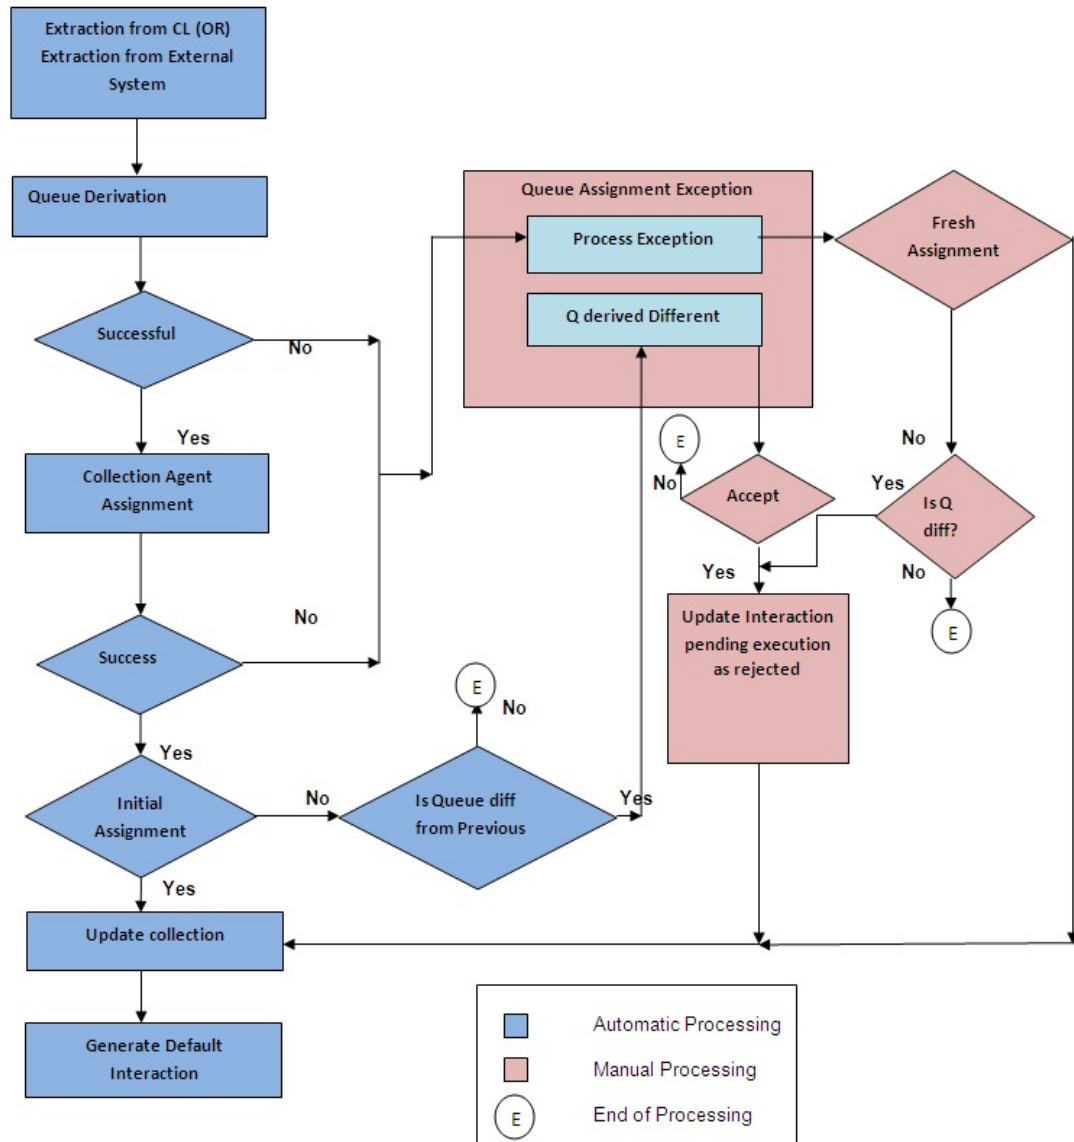 Extraction from CL (OR)
Extraction from External
System
Queue Derivation
Queue Assignment Exception
Process Exception
Fresh
Assignment
Q derived Different
Successful
No
Yes
Collection Agent
Assignment
E
No
Accept
No
Yes
Is Q
diff?
Yes
No
E
Update Interaction
pending execution
as rejected
No
Success
E
No
Yes
Initial
Assignment
No
Is Queue diff
from Previous
Yes
Yes
Update collection
Generate Default
Interaction
Automatic Processing
Manual Processing
E
End of Processing